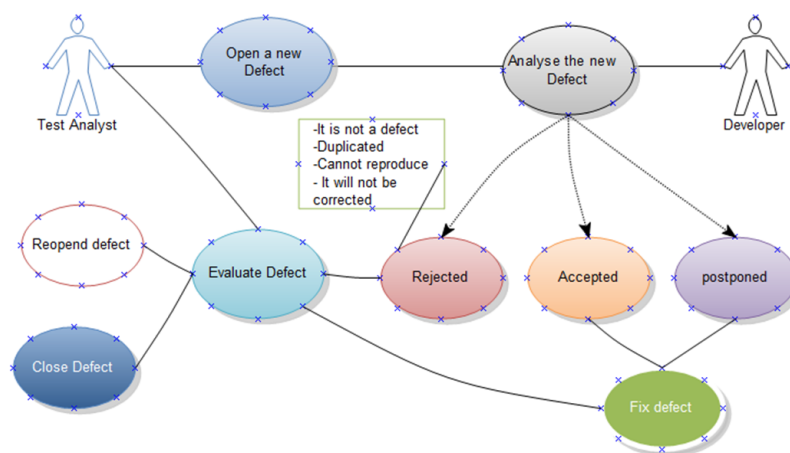 Open a new
Defect
Analyse the new
Defect
Test Analyst
Developer
-It is not a defect
-Duplicated
-Cannot reproduce
- It will not be
corrected
Reopend defect
Evaluate Defect
Rejected
Accepted
postponed
Close Defect
Fix defect